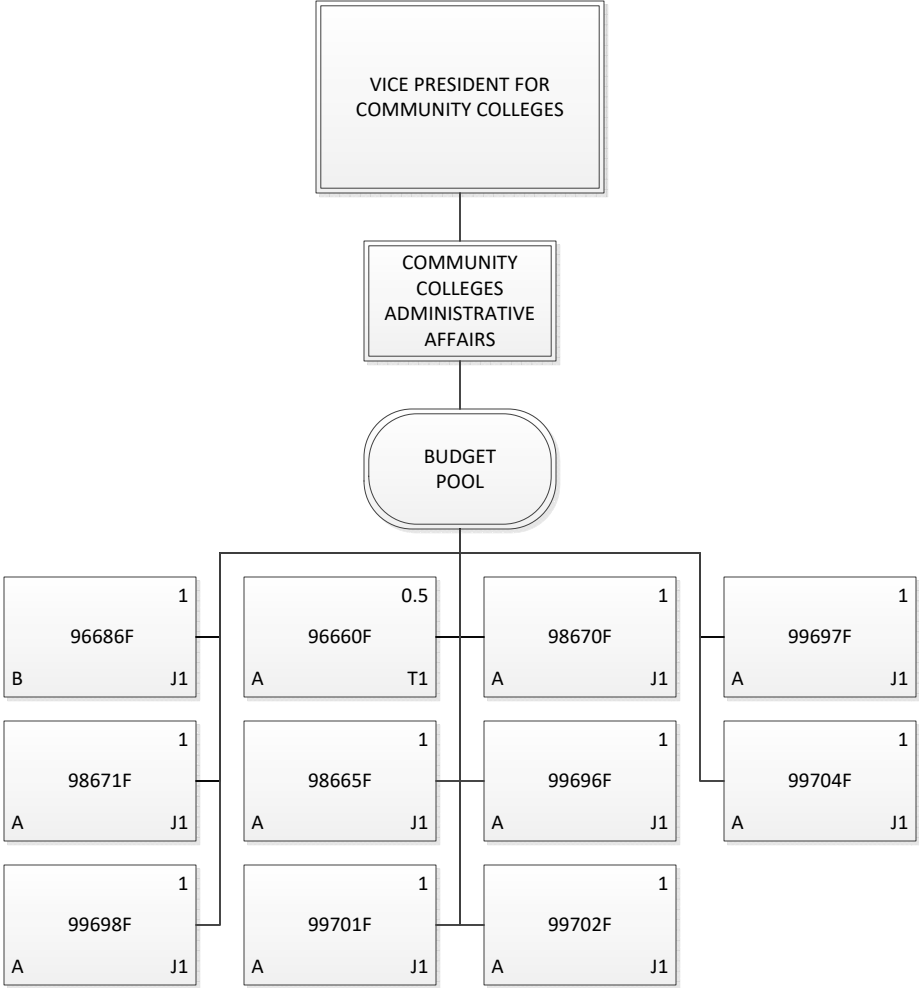 VICE PRESIDENT FOR
COMMUNITY COLLEGES
COMMUNITY
COLLEGES
ADMINISTRATIVE
AFFAIRS
BUDGET
POOL
1
96686F
B J1
0.5
96660F
A T1
1
98670F
A J1
1
99697F
A J1
1
98671F
A J1
1
98665F
A J1
1
99696F
A J1
1
99704F
A J1
1
99698F
A J1
1
99701F
A J1
1
99702F
A J1